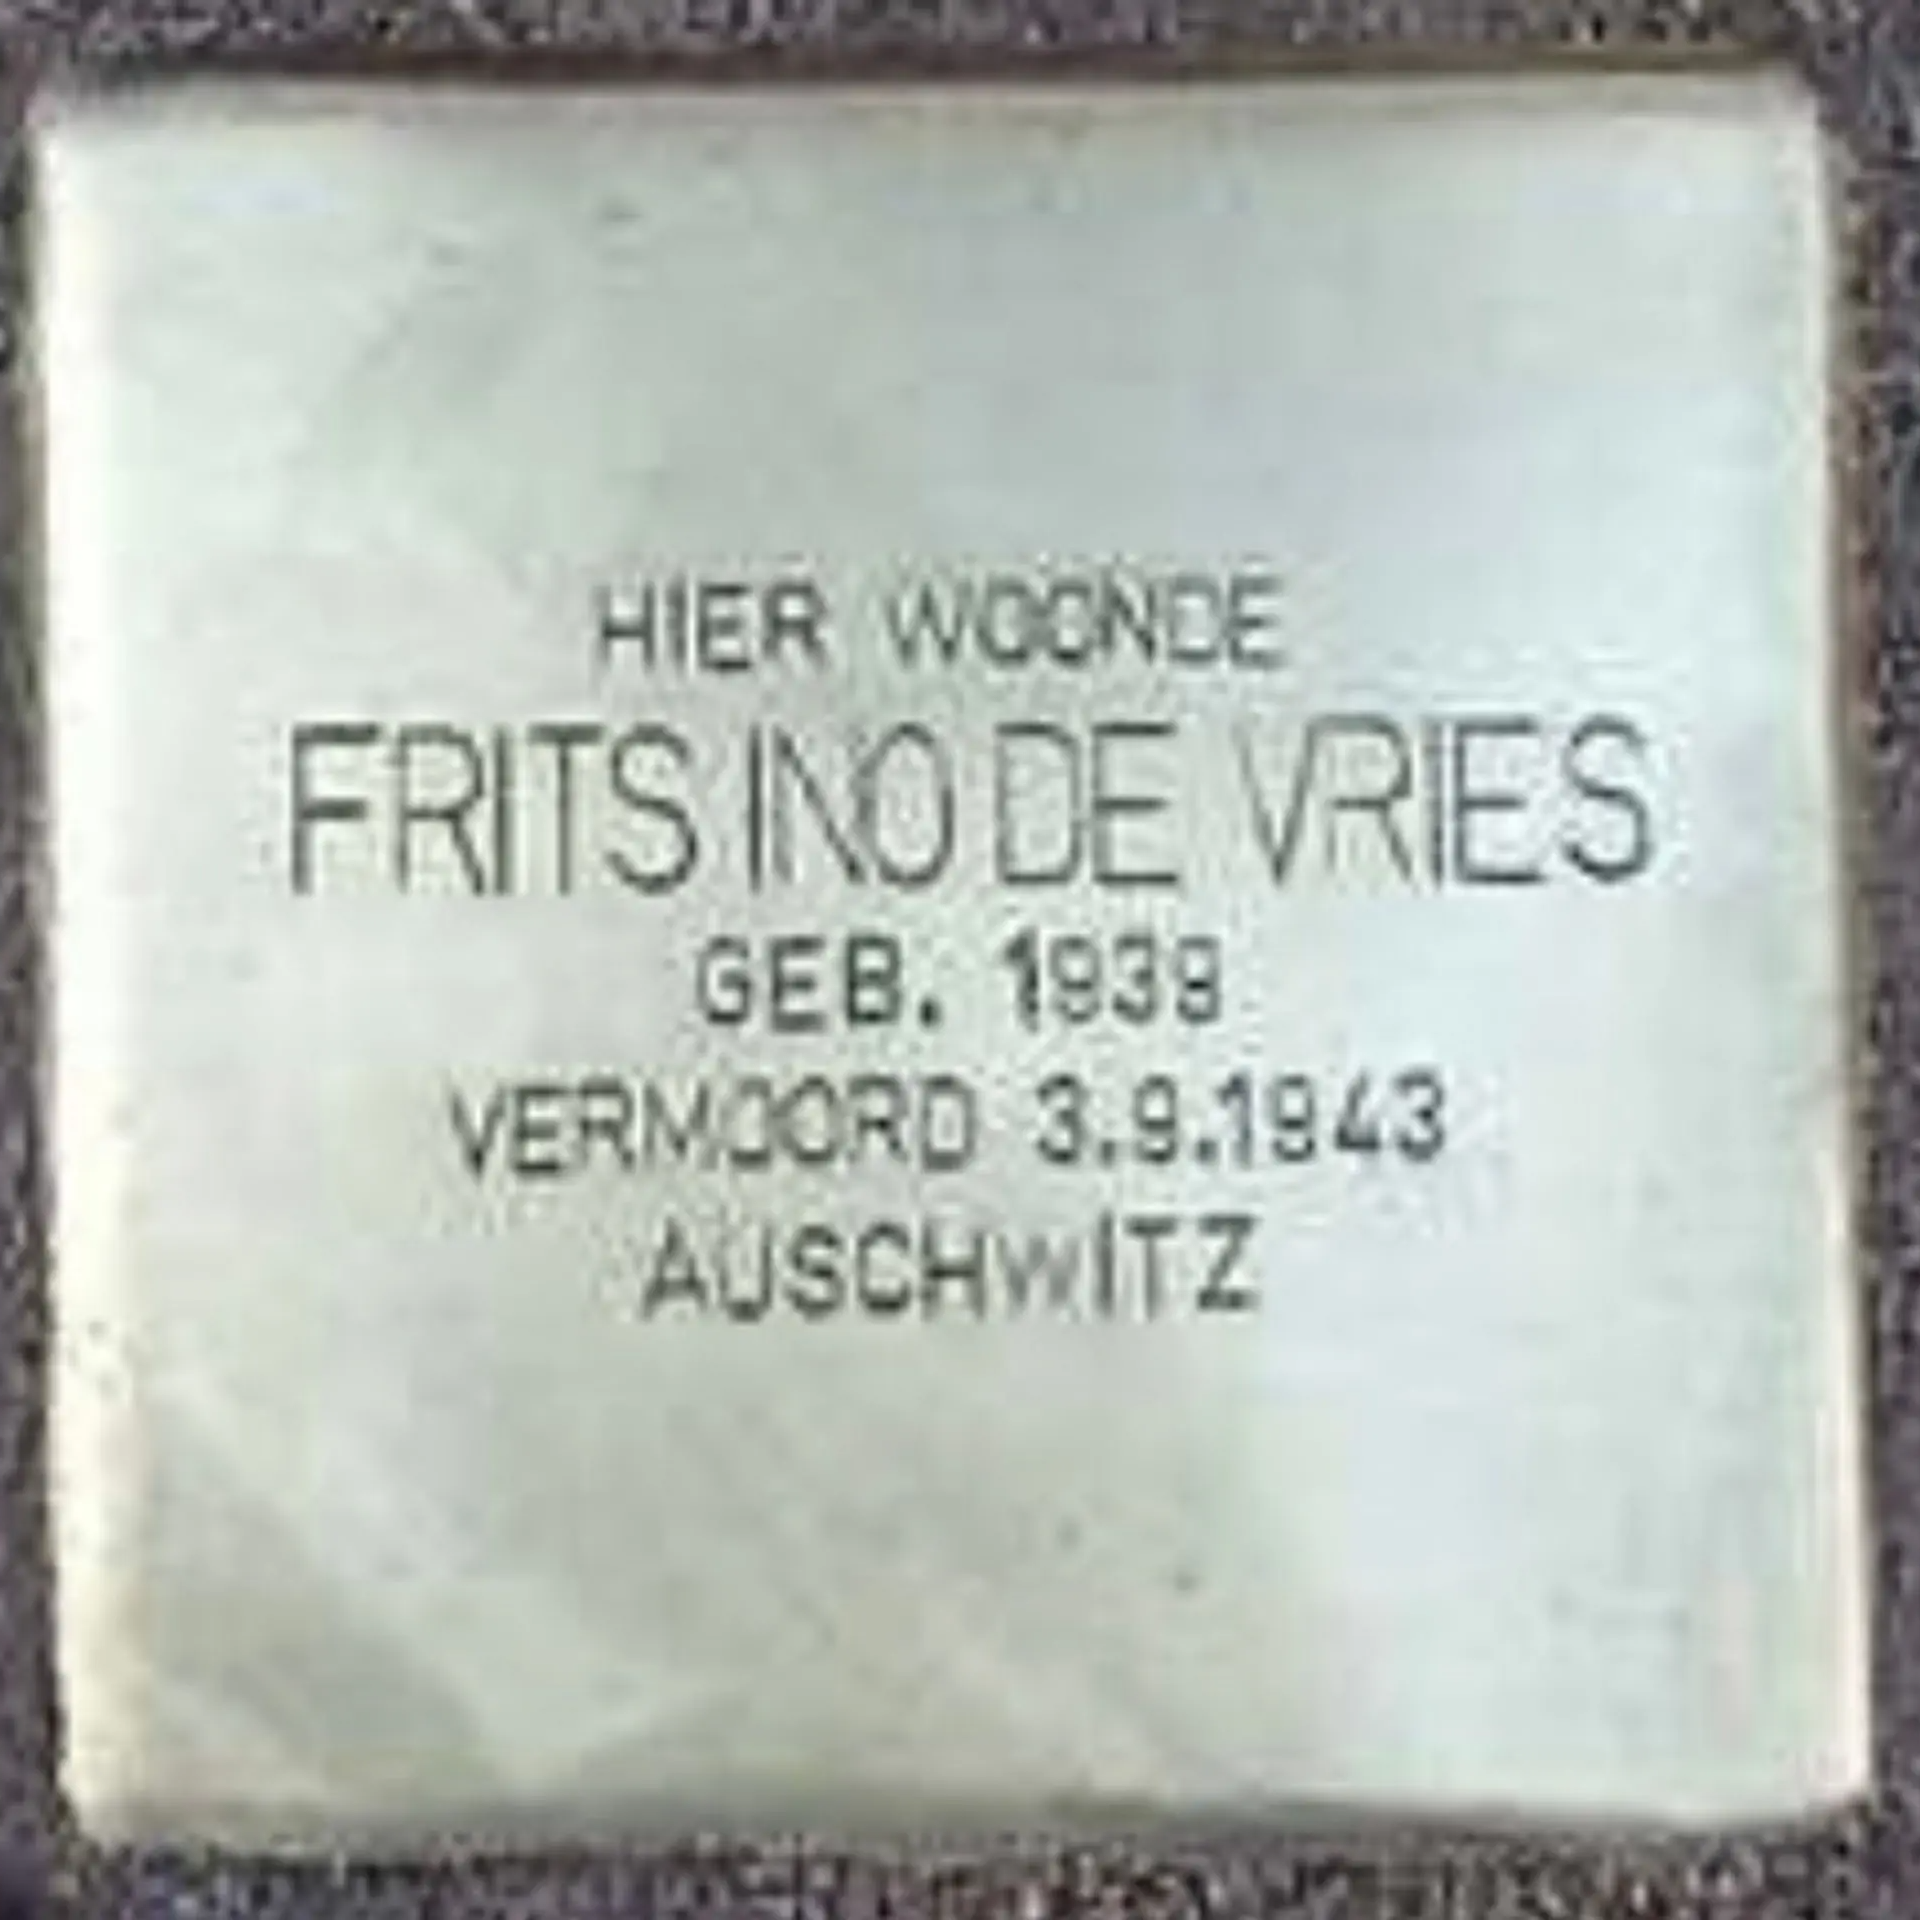 HIER WOONDE
FRITS INO DE VRIES
GEB. 1939
VERMOORD 3.9.1943
AUSCHWITZ